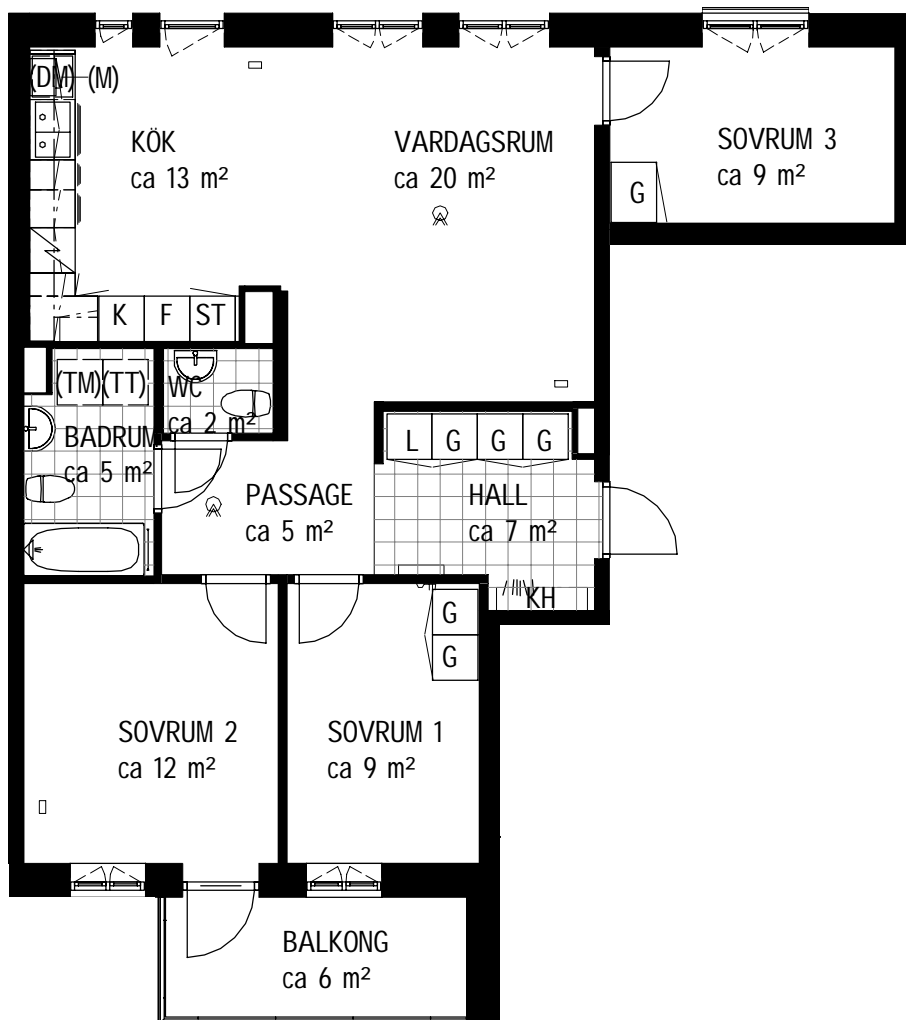 (DM) (M)
KÖK
ca 13 m²
VARDAGSRUM
ca 20 m²
SOVRUM 3
ca 9 m²
G
K F ST
(TM) (TT)
WC
ca 2 m²
BADRUM
ca 5 m²
L G G G
PASSAGE
ca 5 m²
HALL
ca 7 m²
KH
G
G
SOVRUM 2
ca 12 m²
SOVRUM 1
ca 9 m²
BALKONG
ca 6 m²